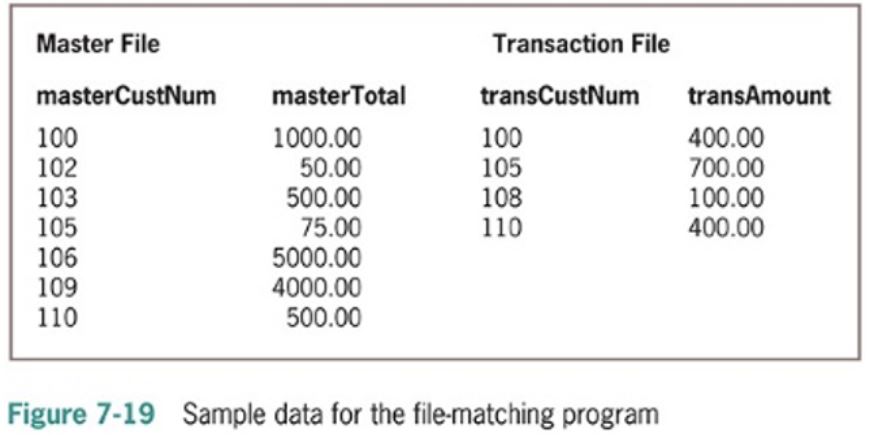 Master File Transaction File
masterCustNum masterTotal transCustNum transAmount
100 1000.00 100 400.00
102 50.00 105 700.00
103 500.00 108 100.00
105 75.00 110 400.00
106 5000.00
109 4000.00
110 500.00
Figure 7-19 Sample data for the file-matching program